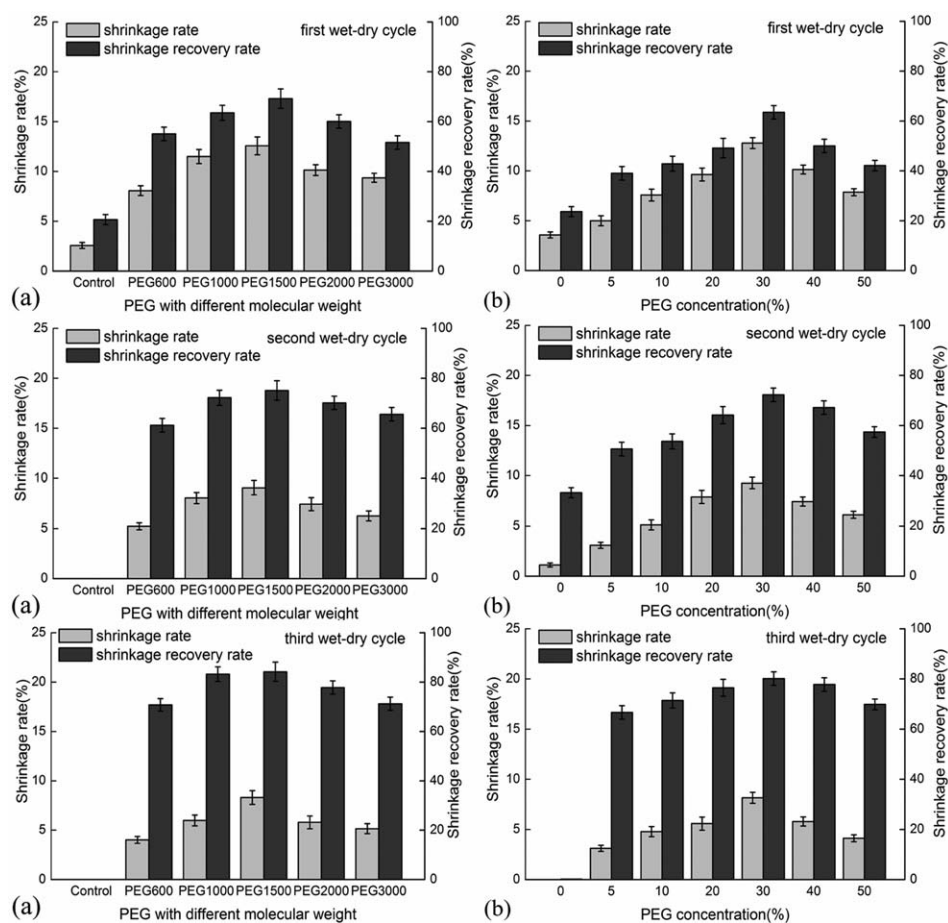 shrinkage rate
shrinkage recovery rate
first wet-dry cycle
Shrinkage rate(%)
25
20
15
10
5
0
Shrinkage recovery rate(%)
100
80
60
40
20
0
Control PEG600 PEG1000 PEG1500 PEG2000 PEG3000
(a) PEG with different molecular weight
shrinkage rate
shrinkage recovery rate
first wet-dry cycle
Shrinkage rate(%)
25
20
15
10
5
0
Shrinkage recovery rate(%)
100
80
60
40
20
0
0 5 10 20 30 40 50
(b) PEG concentration(%)
shrinkage rate
shrinkage recovery rate
second wet-dry cycle
Shrinkage rate(%)
25
20
15
10
5
0
Shrinkage recovery rate(%)
100
80
60
40
20
0
Control PEG600 PEG1000 PEG1500 PEG2000 PEG3000
(a) PEG with different molecular weight
shrinkage rate
shrinkage recovery rate
second wet-dry cycle
Shrinkage rate(%)
25
20
15
10
5
0
Shrinkage recovery rate(%)
100
80
60
40
20
0
0 5 10 20 30 40 50
(b) PEG concentration(%)
shrinkage rate
shrinkage recovery rate
third wet-dry cycle
Shrinkage rate(%)
25
20
15
10
5
0
Shrinkage recovery rate(%)
100
80
60
40
20
0
Control PEG600 PEG1000 PEG1500 PEG2000 PEG3000
(a) PEG with different molecular weight
shrinkage rate
shrinkage recovery rate
third wet-dry cycle
Shrinkage rate(%)
25
20
15
10
5
0
Shrinkage recovery rate(%)
100
80
60
40
20
0
0 5 10 20 30 40 50
(b) PEG concentration(%)